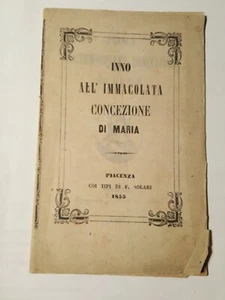 INNO
ALL' IMMACOLATA
CONCEZIONE
DI MARIA
PIACENZA
COI TIPI DI F. SOLARI
1855